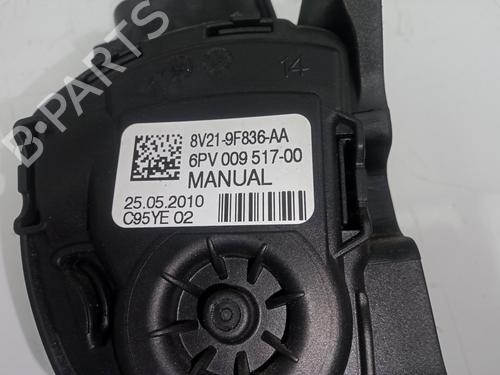 14
8V21-9F836-AA
6PV 009 517-00
MANUAL
25.05.2010
C95YE 02
B-PARTS